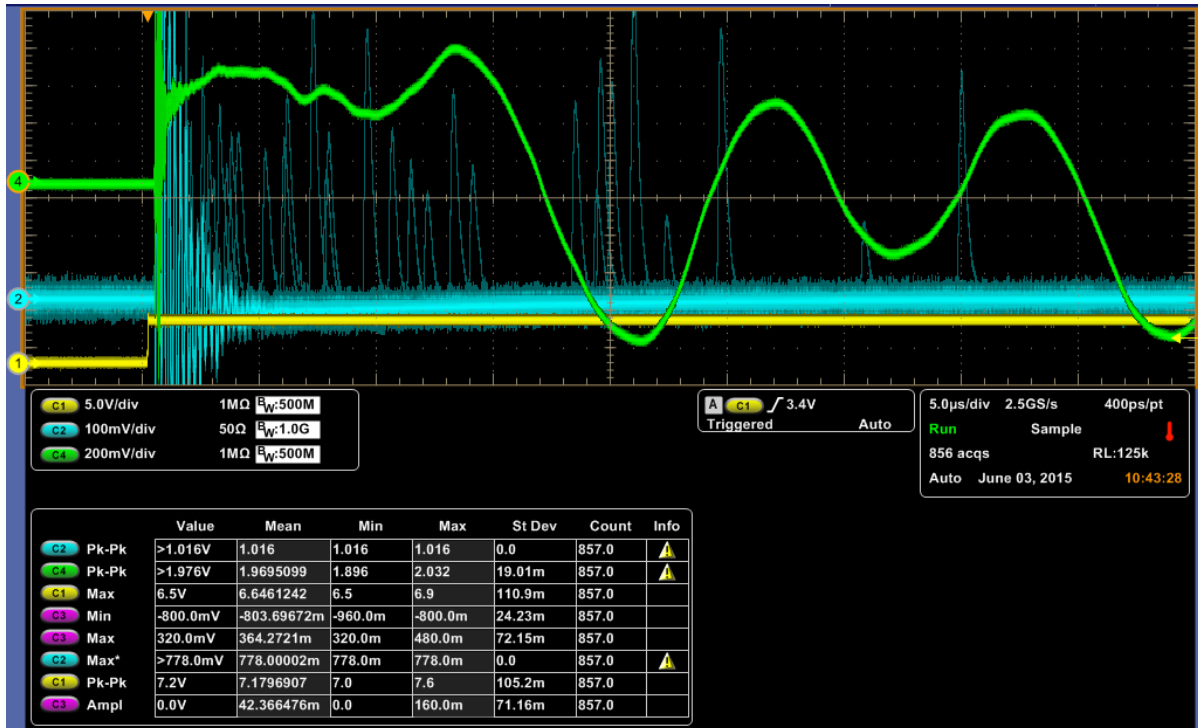 4
2
1
C1 5.0V/div 1MΩ BW:500M
C2 100mV/div 50Ω BW:1.0G
C4 200mV/div 1MΩ BW:500M
A C1 3.4V
Triggered Auto
5.0µs/div 2.5GS/s 400ps/pt
Run Sample
856 acqs RL:125k
Auto June 03, 2015 10:43:28
Value Mean Min Max St Dev Count Info
C2 Pk-Pk >1.016V 1.016 1.016 1.016 0.0 857.0
C4 Pk-Pk >1.976V 1.9695099 1.896 2.032 19.01m 857.0
C1 Max 6.5V 6.6461242 6.5 6.9 110.9m 857.0
C3 Min -800.0mV -803.69672m -960.0m -800.0m 24.23m 857.0
C3 Max 320.0mV 364.2721m 320.0m 480.0m 72.15m 857.0
C2 Max* >778.0mV 778.00002m 778.0m 778.0m 0.0 857.0
C1 Pk-Pk 7.2V 7.1796907 7.0 7.6 105.2m 857.0
C3 Ampl 0.0V 42.366476m 0.0 160.0m 71.16m 857.0